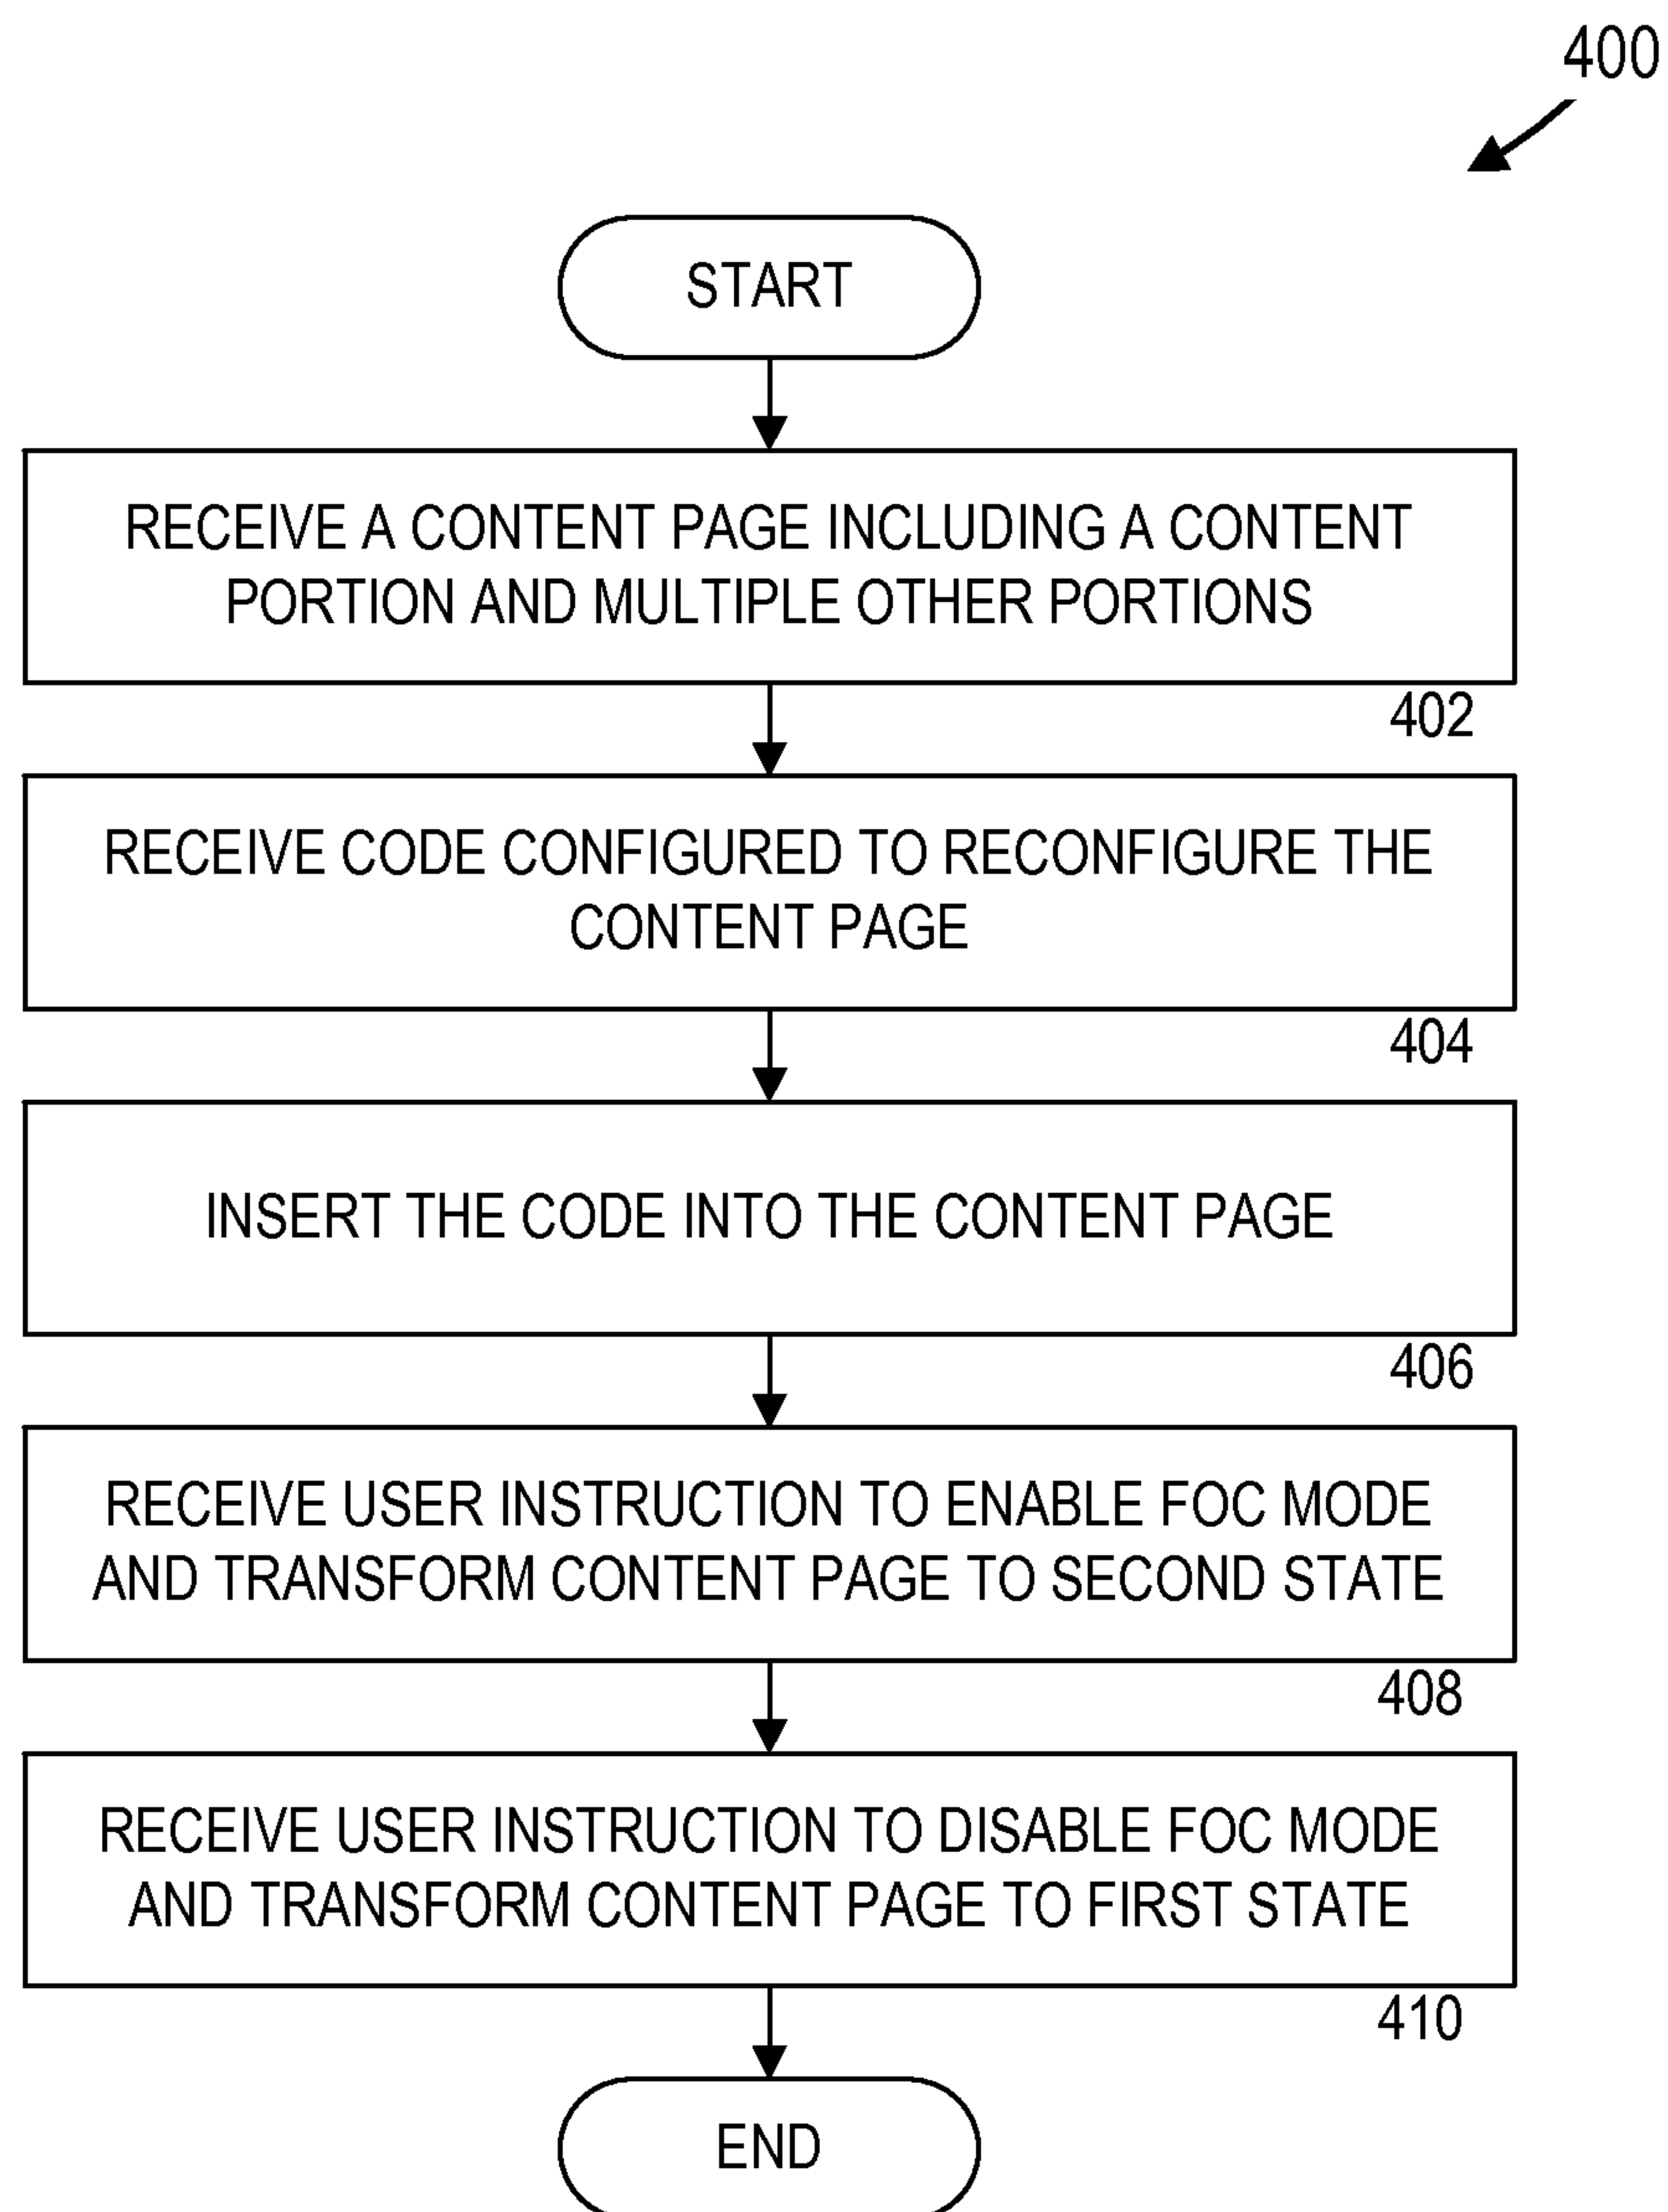 400
START
RECEIVE A CONTENT PAGE INCLUDING A CONTENT
PORTION AND MULTIPLE OTHER PORTIONS
402
RECEIVE CODE CONFIGURED TO RECONFIGURE THE
CONTENT PAGE
404
INSERT THE CODE INTO THE CONTENT PAGE
406
RECEIVE USER INSTRUCTION TO ENABLE FOC MODE
AND TRANSFORM CONTENT PAGE TO SECOND STATE
408
RECEIVE USER INSTRUCTION TO DISABLE FOC MODE
AND TRANSFORM CONTENT PAGE TO FIRST STATE
410
END